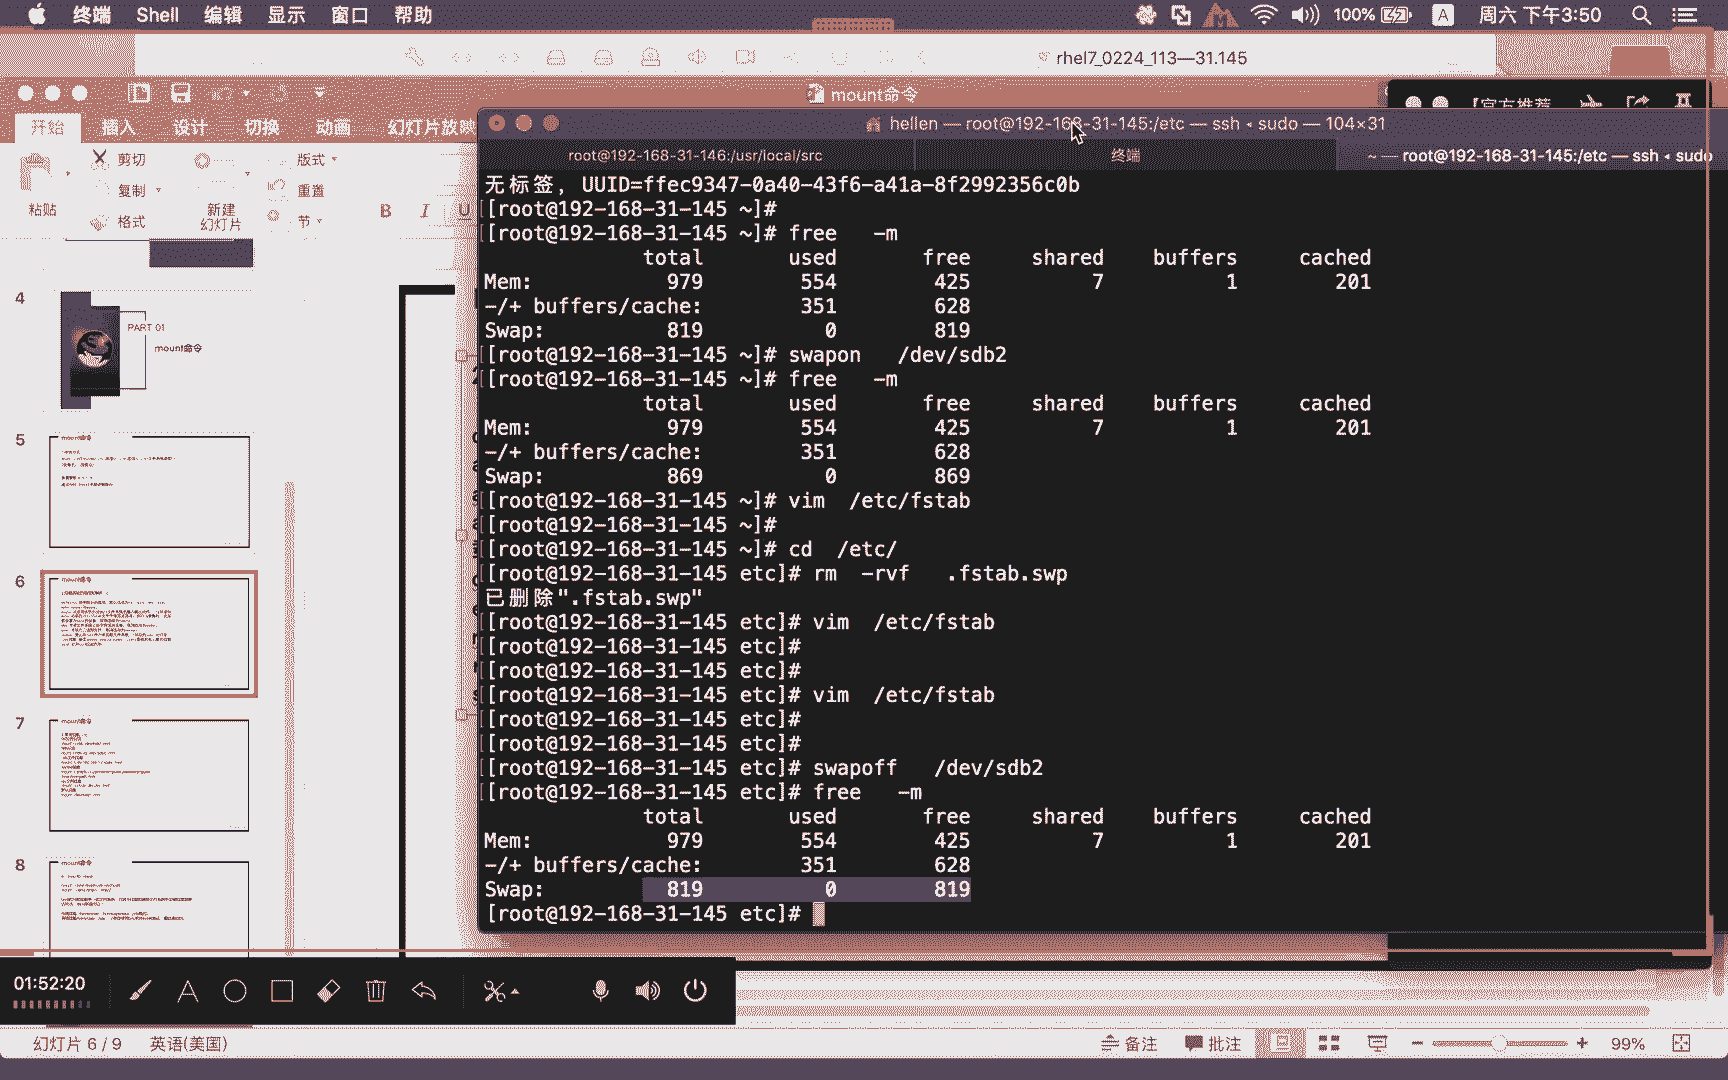 终端 Shell 编辑 显示 窗口 帮助 100% A 周六 下午3:50
rhel7_0224_113—31.145
mount命令
【官方推荐
开始 插入 设计 切换 动画 幻灯片放映
hellen — root@192-168-31-145:/etc — ssh ◂ sudo — 104×31
root@192-168-31-146:/usr/local/src 终端 ~ — root@192-168-31-145:/etc — ssh ◂ sudo
剪切 版式
复制 重置
粘贴 格式 新建 幻灯片 节 B I U
无标签, UUID=ffec9347-0a40-43f6-a41a-8f2992356c0b
[root@192-168-31-145 ~]#
[root@192-168-31-145 ~]# free   -m
total used free shared buffers cached
Mem: 979 554 425 7 1 201
-/+ buffers/cache: 351 628
Swap: 819 0 819
[root@192-168-31-145 ~]# swapon   /dev/sdb2
[root@192-168-31-145 ~]# free   -m
total used free shared buffers cached
Mem: 979 554 425 7 1 201
-/+ buffers/cache: 351 628
Swap: 869 0 869
[root@192-168-31-145 ~]# vim  /etc/fstab
[root@192-168-31-145 ~]#
[root@192-168-31-145 ~]# cd  /etc/
[root@192-168-31-145 etc]# rm  -rvf   .fstab.swp
已删除".fstab.swp"
[root@192-168-31-145 etc]# vim  /etc/fstab
[root@192-168-31-145 etc]#
[root@192-168-31-145 etc]#
[root@192-168-31-145 etc]# vim  /etc/fstab
[root@192-168-31-145 etc]#
[root@192-168-31-145 etc]#
[root@192-168-31-145 etc]# swapoff   /dev/sdb2
[root@192-168-31-145 etc]# free   -m
total used free shared buffers cached
Mem: 979 554 425 7 1 201
-/+ buffers/cache: 351 628
Swap: 819 0 819
[root@192-168-31-145 etc]#
4
PART 01
mount命令
5
mount命令
6
mount命令
7
mount命令
8
mount命令
01:52:20
幻灯片 6 / 9 英语(美国) 备注 批注 99%